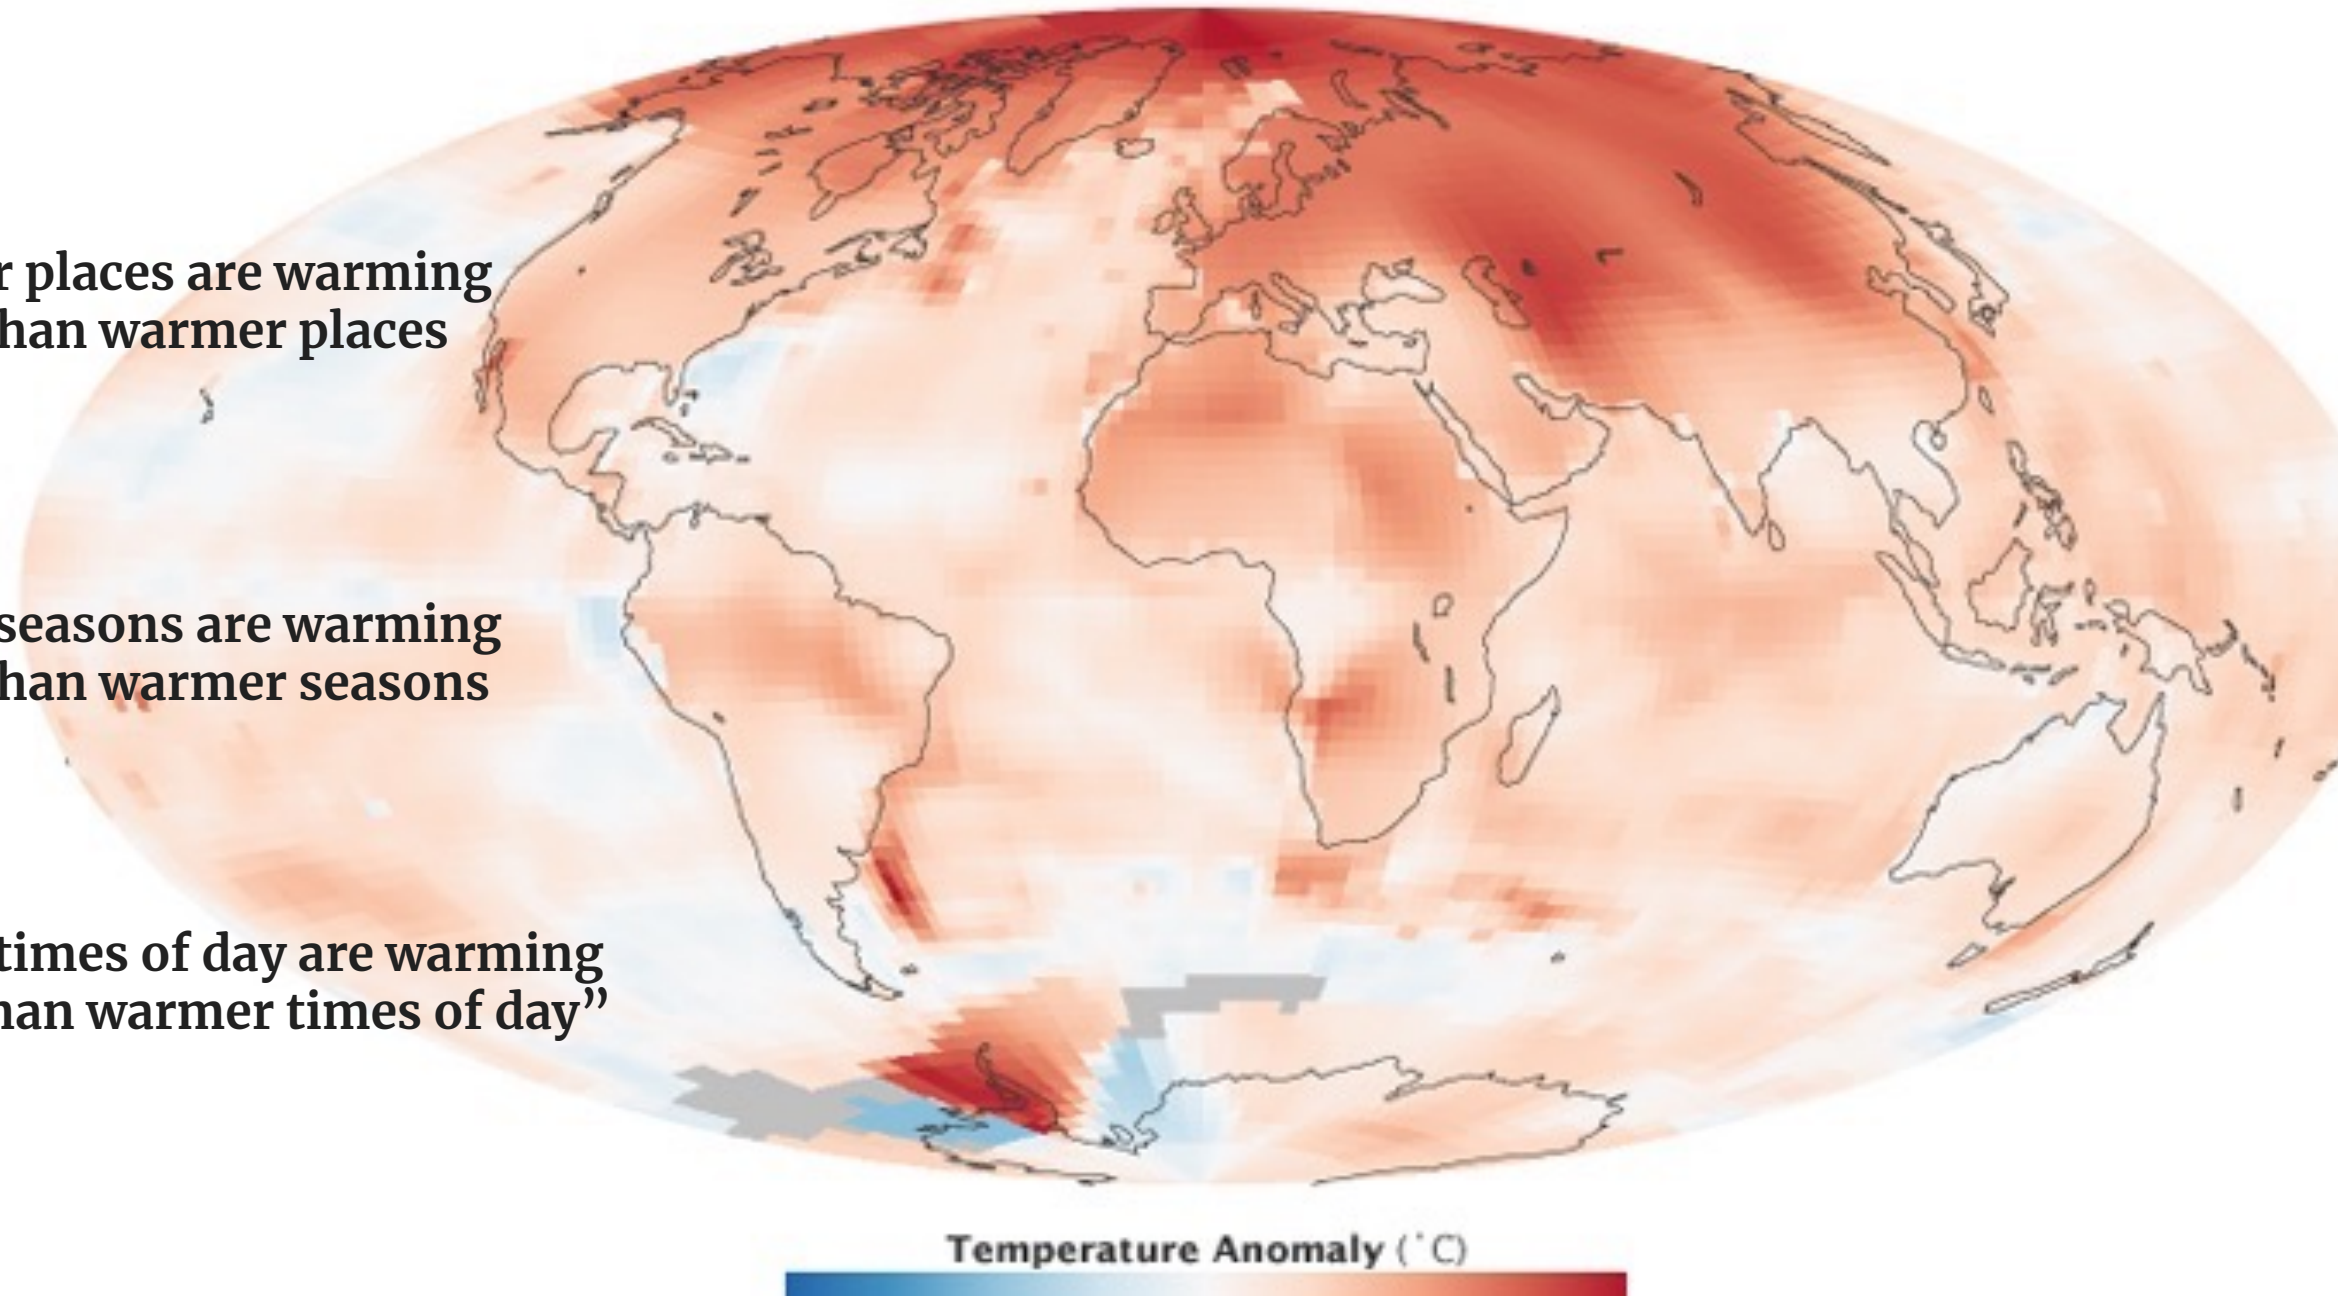 r places are warming
han warmer places
seasons are warming
han warmer seasons
times of day are warming
han warmer times of day”
Temperature Anomaly (˚C)